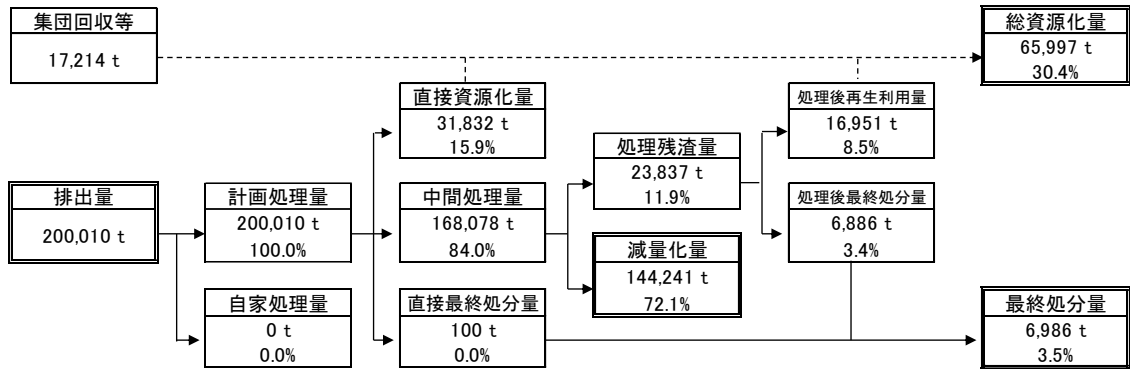 集団回収等
17,214 t
総資源化量
65,997 t
30.4%
直接資源化量
31,832 t
15.9%
処理後再生利用量
16,951 t
8.5%
処理残渣量
23,837 t
11.9%
排出量
200,010 t
計画処理量
200,010 t
100.0%
中間処理量
168,078 t
84.0%
処理後最終処分量
6,886 t
3.4%
減量化量
144,241 t
72.1%
自家処理量
0 t
0.0%
直接最終処分量
100 t
0.0%
最終処分量
6,986 t
3.5%